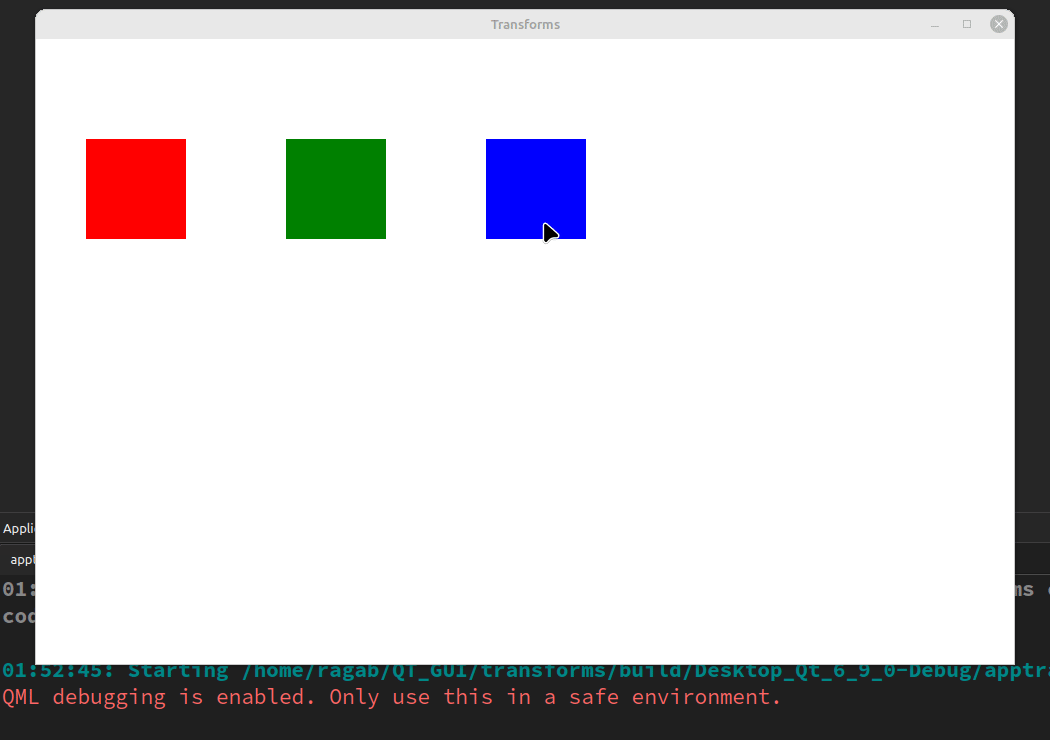 Transforms
Appli
appt
01:
ms
cod
01:52:45: Starting /home/ragab/QT_GUI/transforms/build/Desktop_Qt_6_9_0-Debug/apptra
QML debugging is enabled. Only use this in a safe environment.